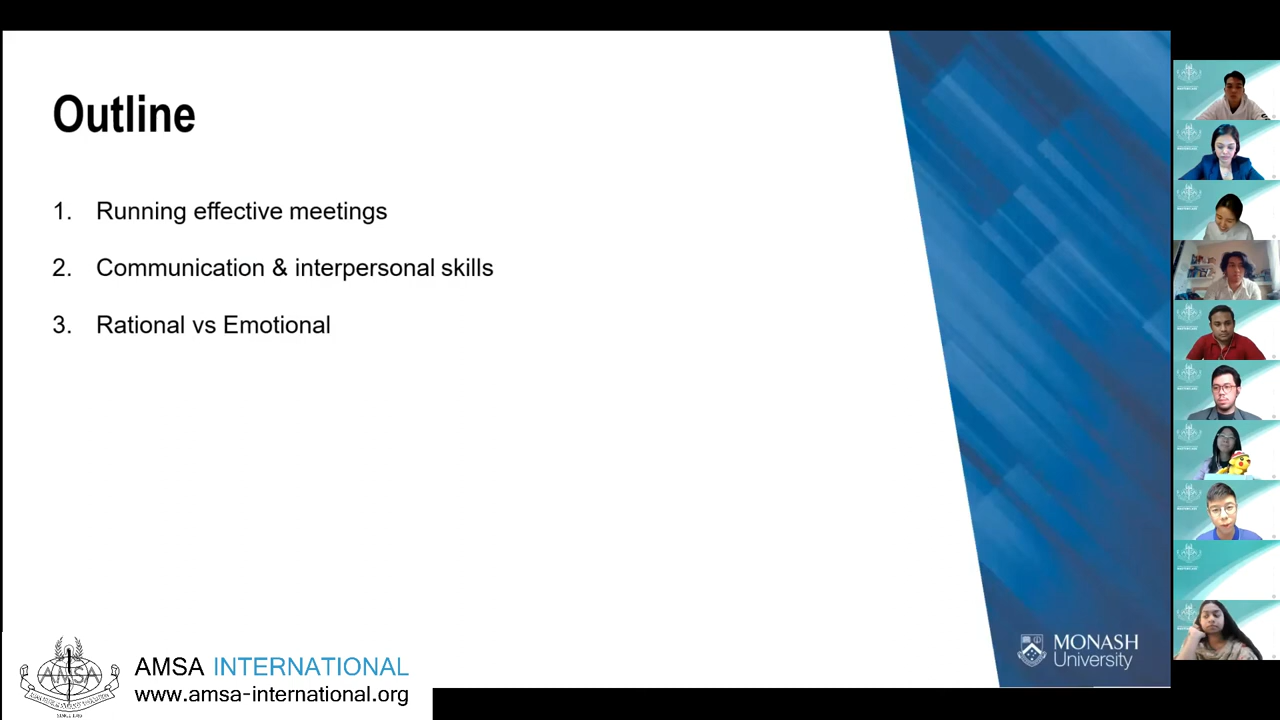 Outline
1. Running effective meetings
2. Communication & interpersonal skills
3. Rational vs Emotional
MONASH
University
AMSA
AMSA INTERNATIONAL
www.amsa-international.org